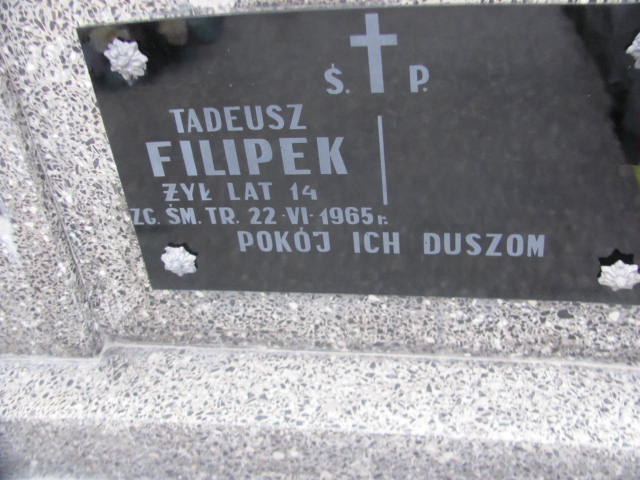 Ś. P.
TADEUSZ
FILIPEK
ŻYŁ LAT 14
ZG. ŚM. TR. 22·VI·1965 r.
POKÓJ ICH DUSZOM